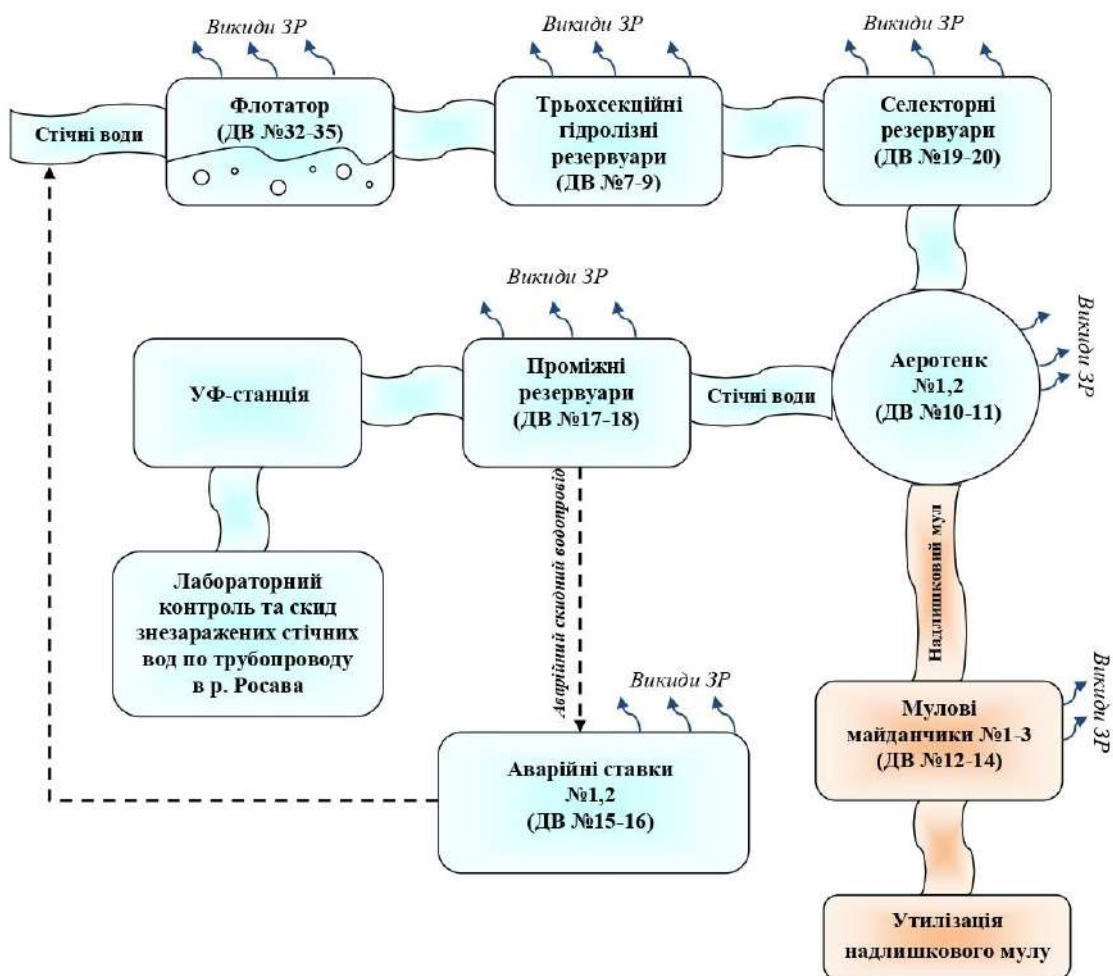 Викиди ЗР
Викиди ЗР
Викиди ЗР
Стічні води
Флотатор
(ДВ №32-35)
Трьохсекційні
гідролізні
резервуари
(ДВ №7-9)
Селекторні
резервуари
(ДВ №19-20)
Викиди ЗР
Викиди ЗР
УФ-станція
Проміжні
резервуари
(ДВ №17-18)
Стічні води
Аеротенк
№1,2
(ДВ №10-11)
Аварійний скидний водопровід
Надлишковий мул
Лабораторний
контроль та скид
знезаражених стічних
вод по трубопроводу
в р. Росава
Викиди ЗР
Викиди ЗР
Аварійні ставки
№1,2
(ДВ №15-16)
Мулові
майданчики №1-3
(ДВ №12-14)
Утилізація
надлишкового мулу